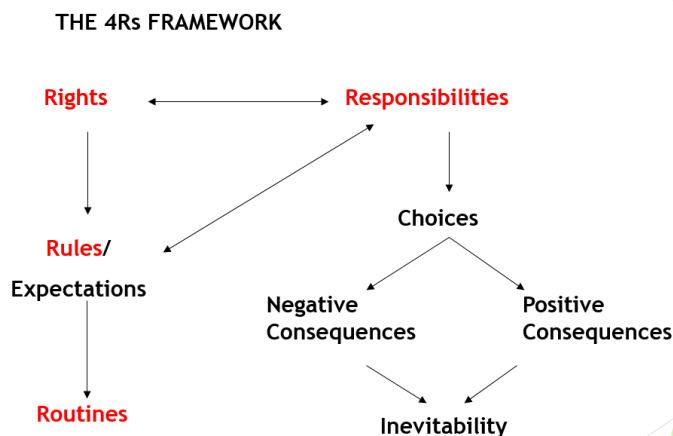 THE 4Rs FRAMEWORK
Rights
Responsibilities
Choices
Rules/
Expectations
Negative
Consequences
Positive
Consequences
Routines
Inevitability